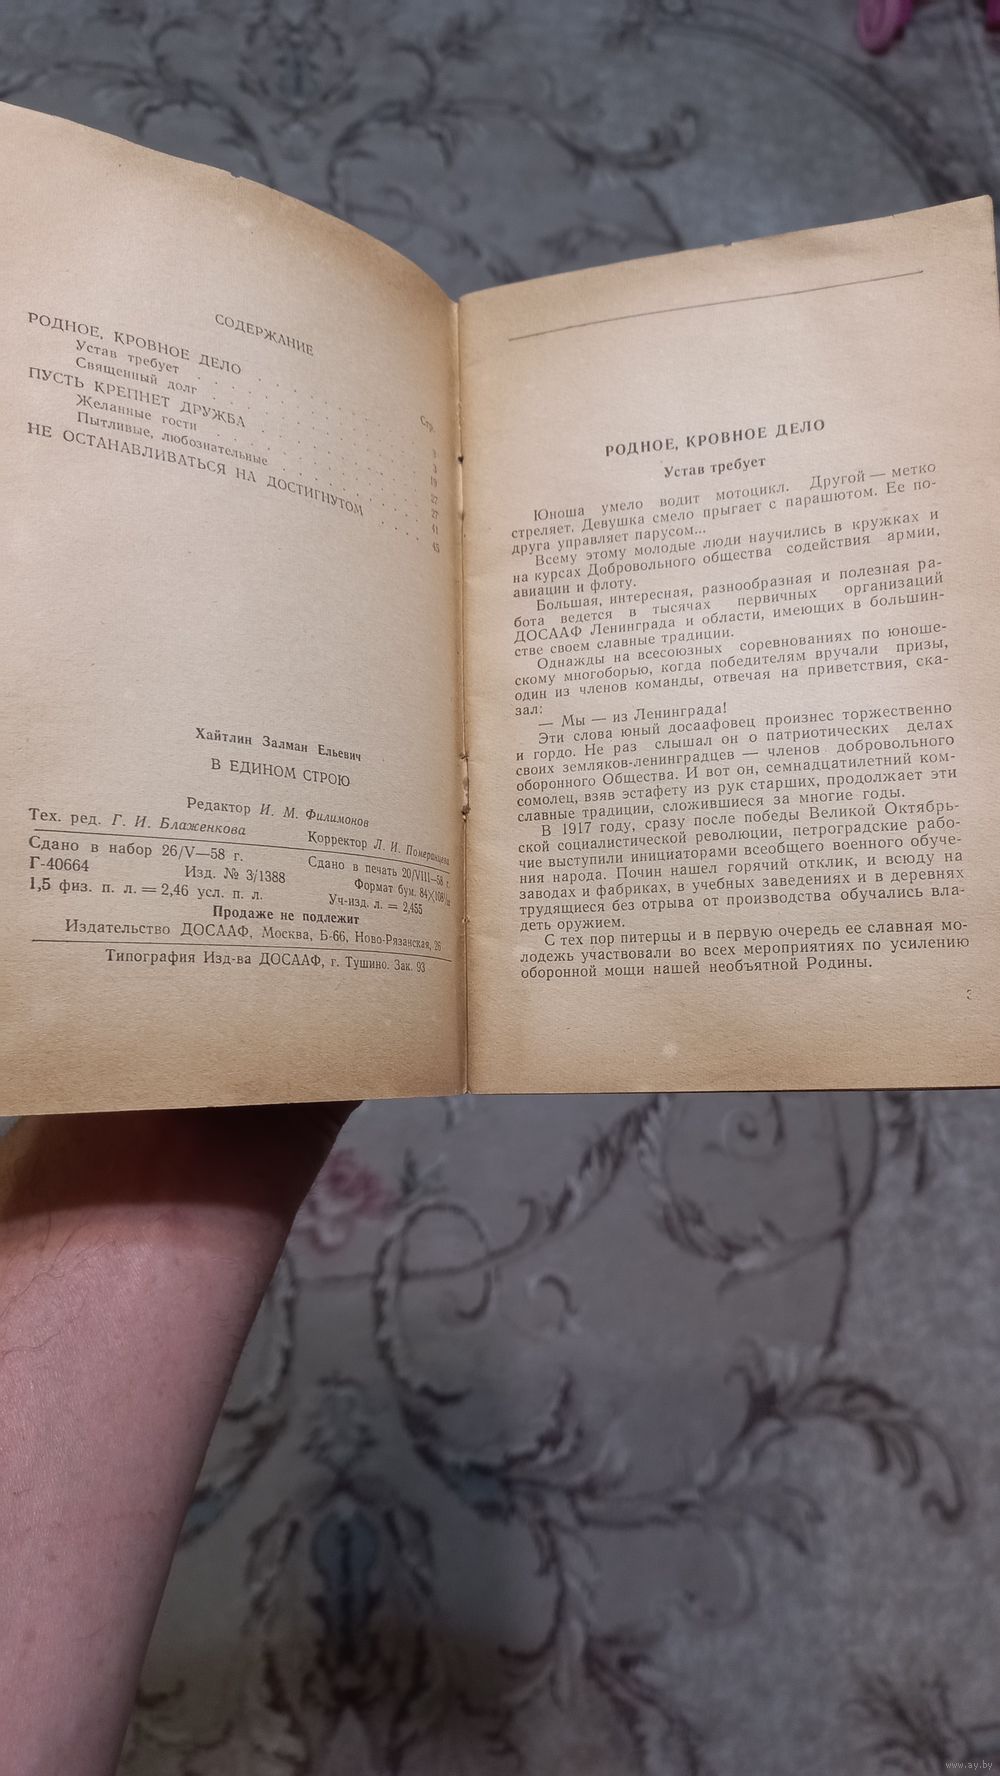 СОДЕРЖАНИЕ
Стр.
РОДНОЕ, КРОВНОЕ ДЕЛО . . . 3
Устав требует . . . 3
Священный долг . . . 19
ПУСТЬ КРЕПНЕТ ДРУЖБА . . . 27
Желанные гости . . . 27
Пытливые, любознательные . . . 41
НЕ ОСТАНАВЛИВАТЬСЯ НА ДОСТИГНУТОМ . . . 45
Хайтлин Залман Ельевич
В ЕДИНОМ СТРОЮ
Редактор И. М. Филимонов
Тех. ред. Г. И. Блаженкова Корректор Л. И. Померанцева
Сдано в набор 26/V—58 г. Сдано в печать 20/VIII—58 г.
Г-40664 Изд. № 3/1388 Формат бум. 84×108¹/₃₂
1,5 физ. п. л. = 2,46 усл. п. л. Уч-изд. л. = 2,455
Продаже не подлежит
Издательство ДОСААФ, Москва, Б-66, Ново-Рязанская, 26
Типография Изд-ва ДОСААФ, г. Тушино. Зак. 93
РОДНОЕ, КРОВНОЕ ДЕЛО
Устав требует
Юноша умело водит мотоцикл. Другой — метко
стреляет. Девушка смело прыгает с парашютом. Ее по-
друга управляет парусом...
Всему этому молодые люди научились в кружках и
на курсах Добровольного общества содействия армии,
авиации и флоту.
Большая, интересная, разнообразная и полезная ра-
бота ведется в тысячах первичных организаций
ДОСААФ Ленинграда и области, имеющих в большин-
стве своем славные традиции.
Однажды на всесоюзных соревнованиях по юноше-
скому многоборью, когда победителям вручали призы,
один из членов команды, отвечая на приветствия, ска-
зал:
— Мы — из Ленинграда!
Эти слова юный досаафовец произнес торжественно
и гордо. Не раз слышал он о патриотических делах
своих земляков-ленинградцев — членов добровольного
оборонного Общества. И вот он, семнадцатилетний ком-
сомолец, взяв эстафету из рук старших, продолжает эти
славные традиции, сложившиеся за многие годы.
В 1917 году, сразу после победы Великой Октябрь-
ской социалистической революции, петроградские рабо-
чие выступили инициаторами всеобщего военного обуче-
ния народа. Почин нашел горячий отклик, и всюду на
заводах и фабриках, в учебных заведениях и в деревнях
трудящиеся без отрыва от производства обучались вла-
деть оружием.
С тех пор питерцы и в первую очередь ее славная мо-
лодежь участвовали во всех мероприятиях по усилению
оборонной мощи нашей необъятной Родины.
3
www.ay.by